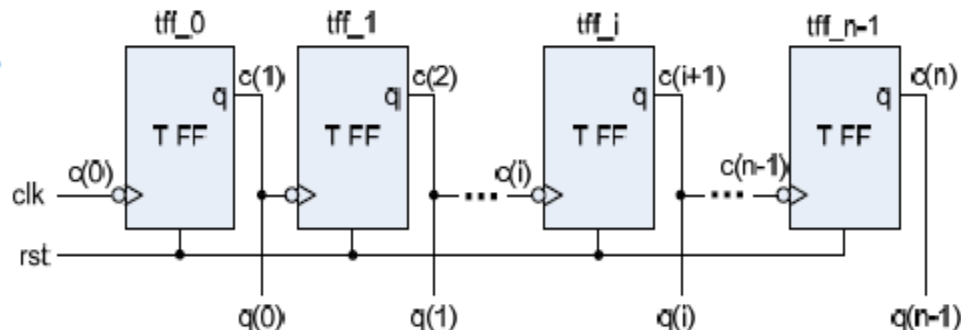 tff_0 tff_1 tff_i tff_n-1
c(1) c(2) c(i+1) c(n)
q q q q
T FF T FF T FF T FF
clk c(0) c(i) c(n-1)
... ...
rst
q(0) q(1) q(i) q(n-1)